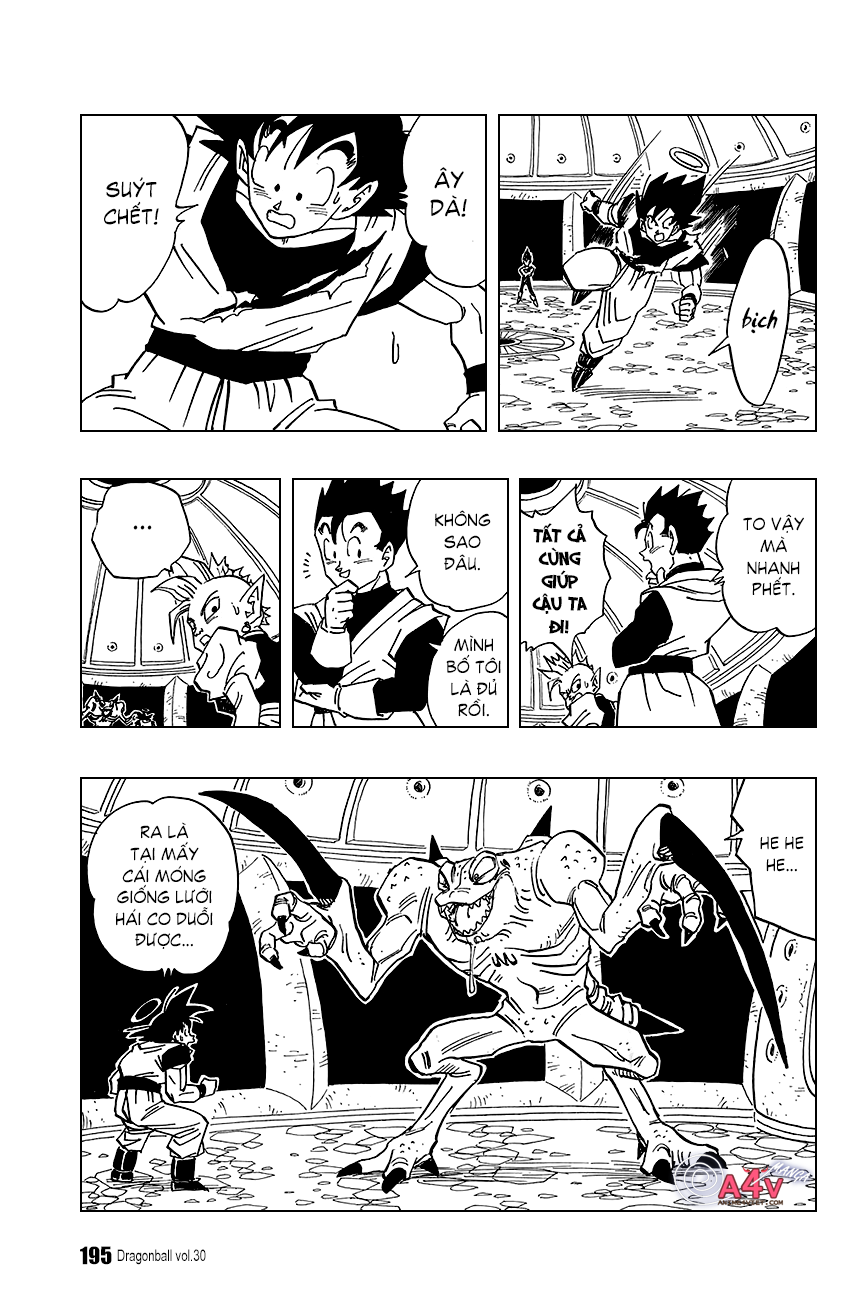 bịch
ÂY
DÀ!
SUÝT
CHẾT!
TO VẬY
MÀ
NHANH
PHẾT.
TẤT CẢ
CÙNG
GIÚP
CẬU TA
ĐI!
KHÔNG
SAO
ĐÂU.
MÌNH
BỐ TÔI
LÀ ĐỦ
RỒI.
...
HE HE
HE...
RA LÀ
TẠI MẤY
CÁI MÓNG
GIỐNG LƯỠI
HÁI CO DUỖI
ĐƯỢC...
MANGA
A4V
195 Dragonball vol.30